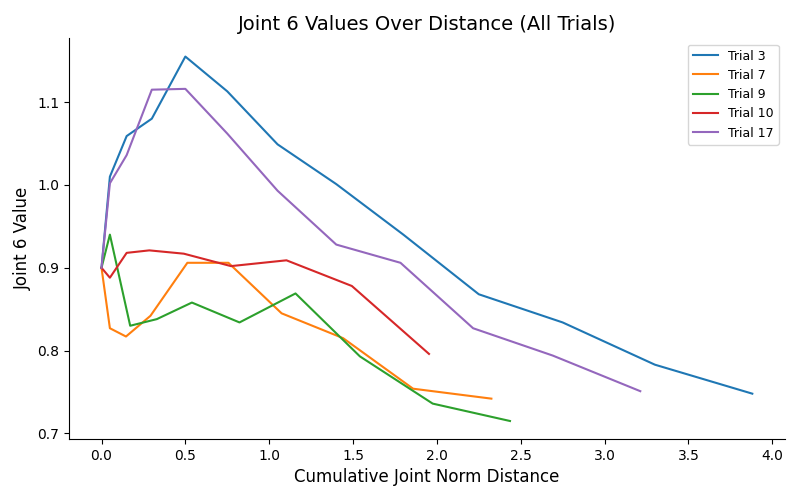 Joint 6 Values Over Distance (All Trials)
Trial 3
Trial 7
Trial 9
Trial 10
Trial 17
Joint 6 Value
1.1
1.0
0.9
0.8
0.7
0.0 0.5 1.0 1.5 2.0 2.5 3.0 3.5 4.0
Cumulative Joint Norm Distance